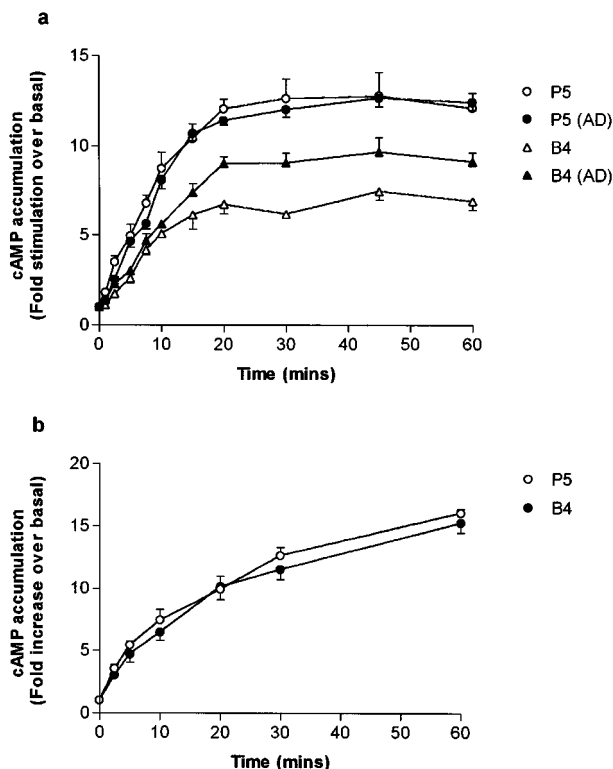 a
cAMP accumulation
(Fold stimulation over basal)
15
10
5
0
0 10 20 30 40 50 60
Time (mins)
P5
P5 (AD)
B4
B4 (AD)
b
cAMP accumulation
(Fold increase over basal)
20
15
10
5
0
0 10 20 30 40 50 60
Time (mins)
P5
B4